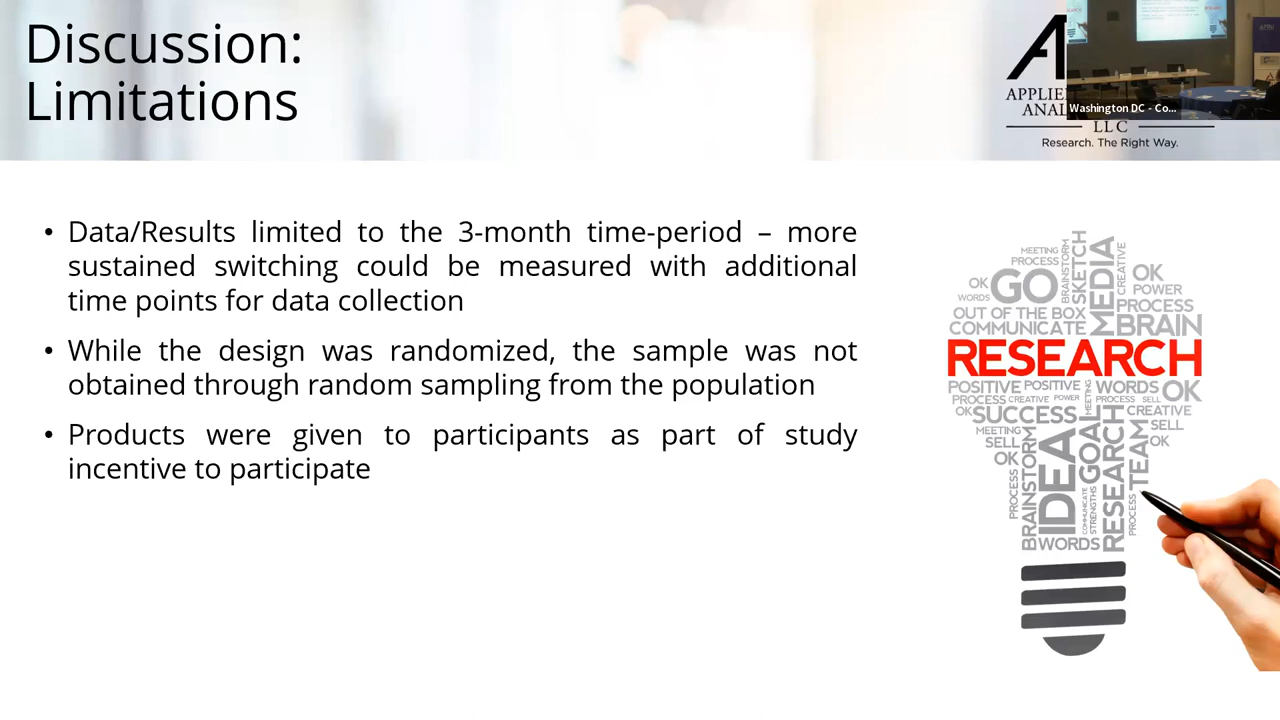 Discussion:
Limitations
APPLIE
ANAL
LLC
Research. The Right Way.
Washington DC - Co...
• Data/Results limited to the 3-month time-period – more
sustained switching could be measured with additional
time points for data collection
• While the design was randomized, the sample was not
obtained through random sampling from the population
• Products were given to participants as part of study
incentive to participate
MEETING
PROCESS
BRAINSTORM
SKETCH
MEDIA
CREATIVE
OK
GO
WORDS
OK
POWER
PROCESS
OUT OF THE BOX
COMMUNICATE
BRAIN
RESEARCH
POSITIVE POSITIVE MEETING WORDS OK
PROCESS CREATIVE POWER PROCESS SELL
OK SUCCESS CREATIVE
MEETING
SELL
SELL
OK
OK
PROCESS
BRAINSTORM
IDEA
COMMUNICATE
STRENGTHS
GOAL
RESEARCH
TEAM
PROCESS
WORDS